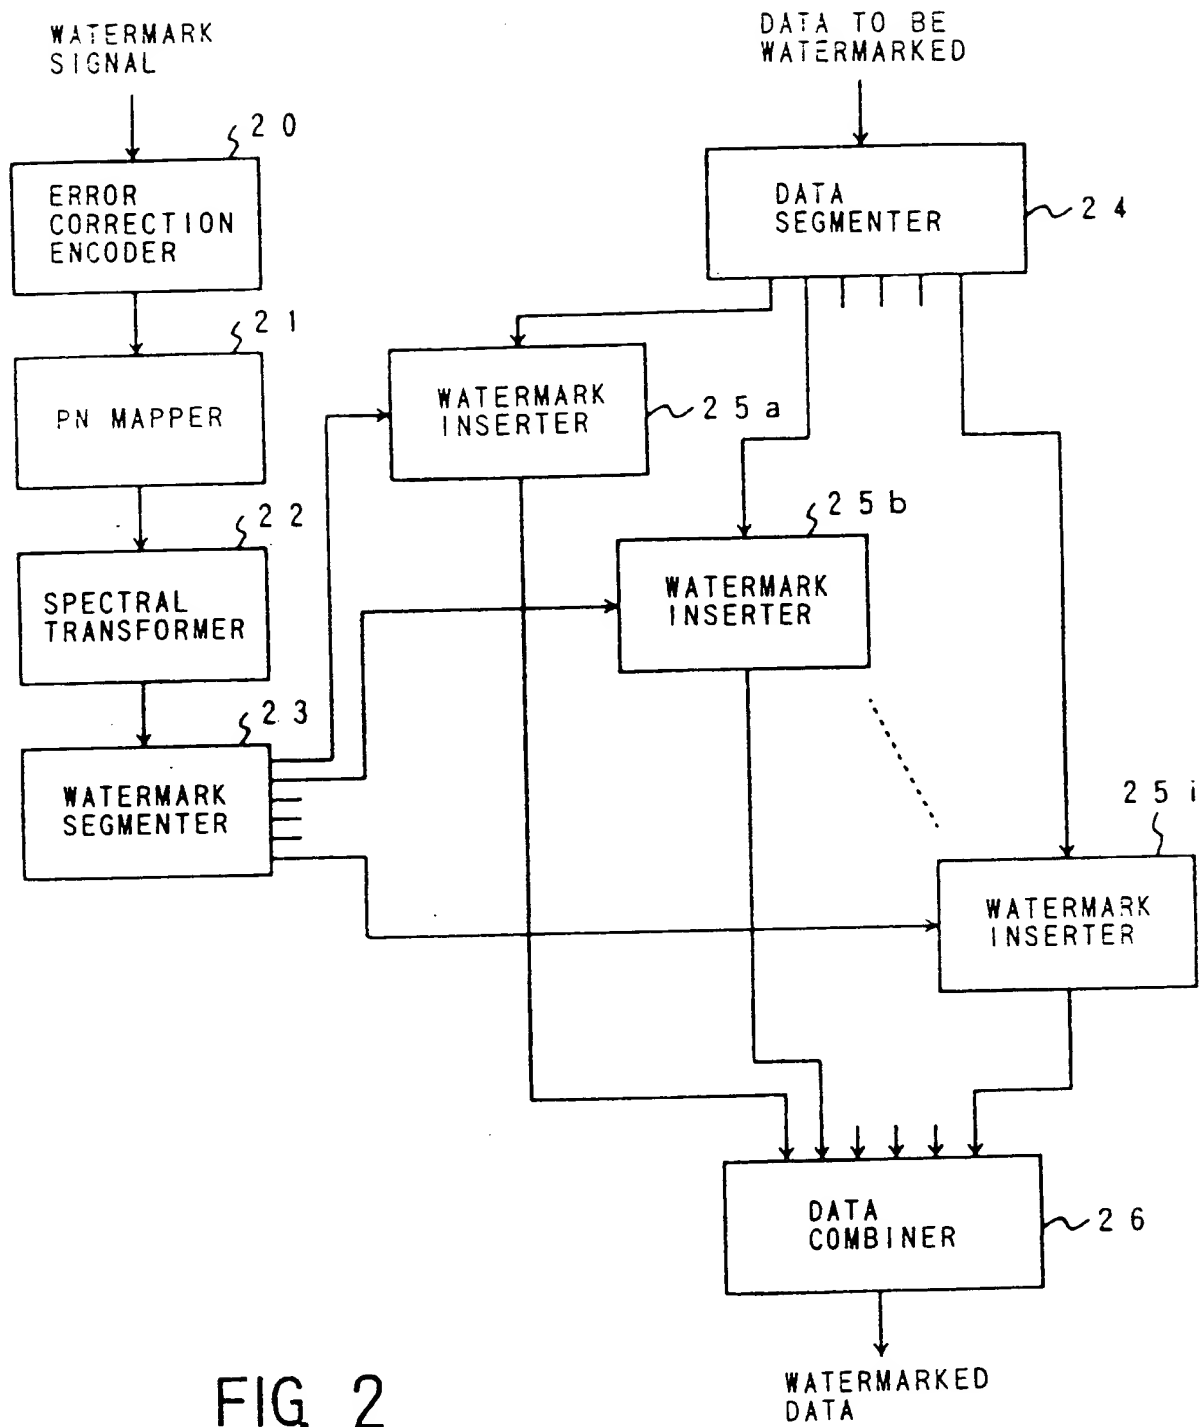 WATERMARK
SIGNAL
DATA TO BE
WATERMARKED
20
ERROR
CORRECTION
ENCODER
DATA
SEGMENTER
24
21
PN MAPPER
WATERMARK
INSERTER
25a
22
SPECTRAL
TRANSFORMER
25b
WATERMARK
INSERTER
23
WATERMARK
SEGMENTER
25i
WATERMARK
INSERTER
DATA
COMBINER
26
WATERMARKED
DATA
FIG. 2